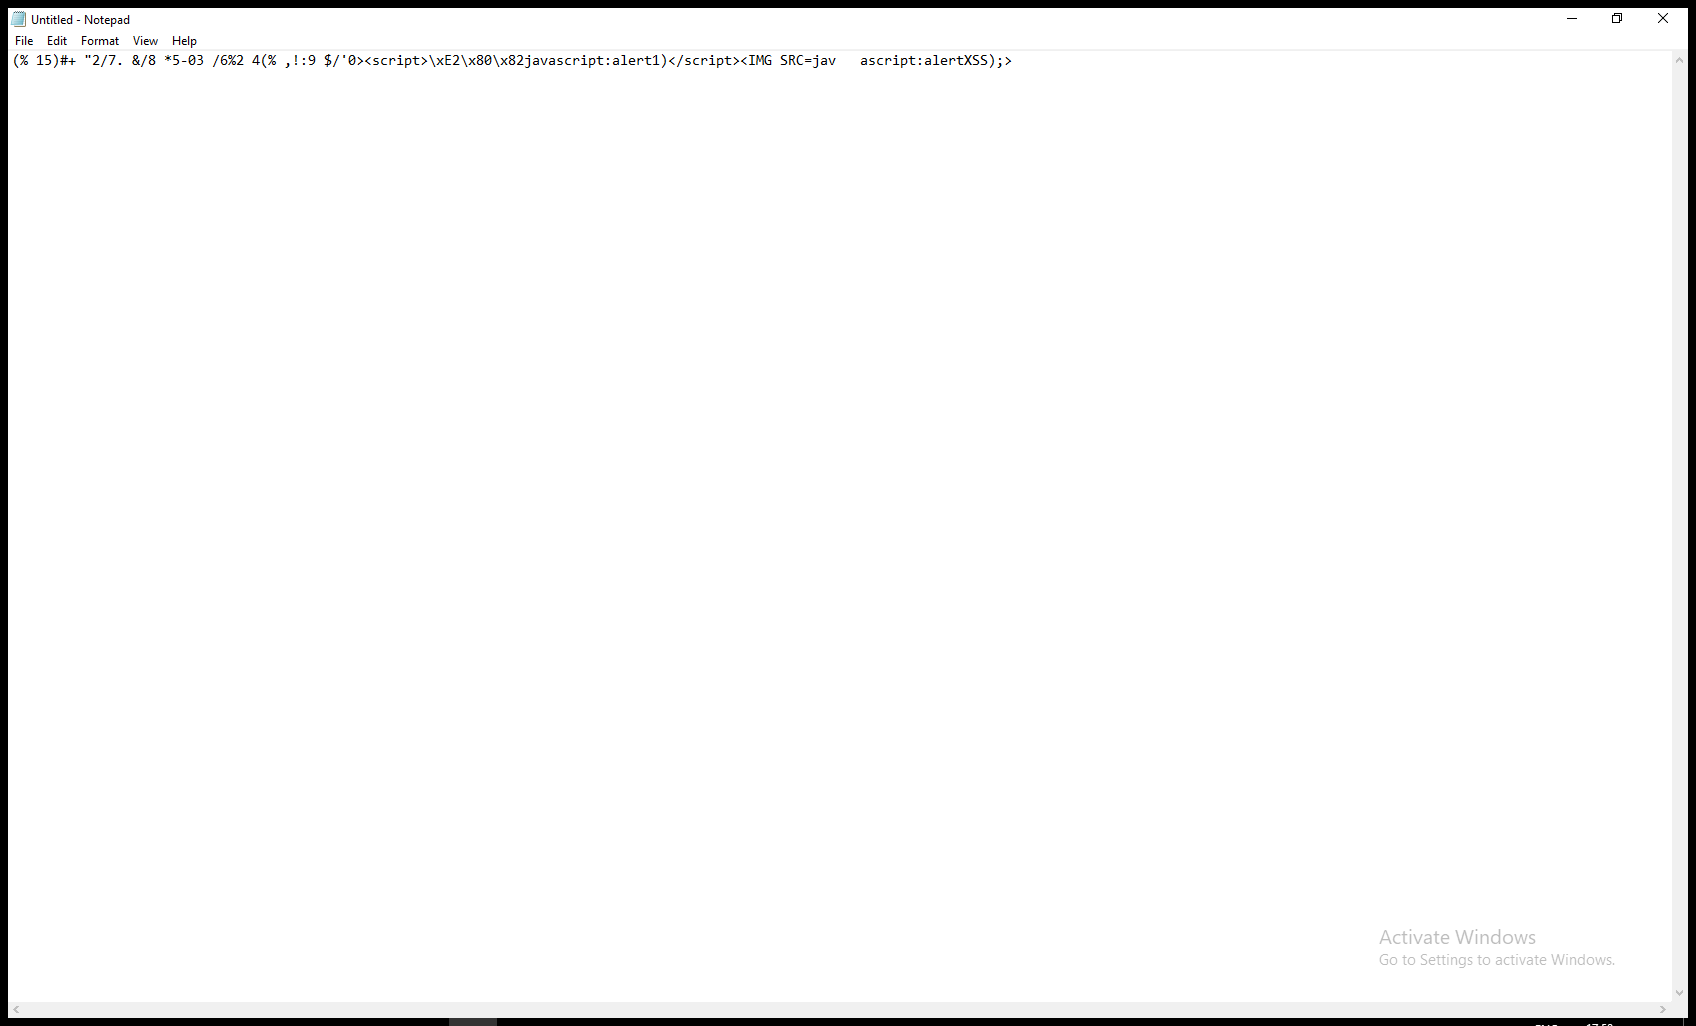 Untitled - Notepad
File Edit Format View Help
(% 15)#+ "2/7. &/8 *5-03 /6%2 4(% ,!:9 $/'0><script>\xE2\x80\x82javascript:alert1)</script><IMG SRC=jav   ascript:alertXSS);>
Activate Windows
Go to Settings to activate Windows.